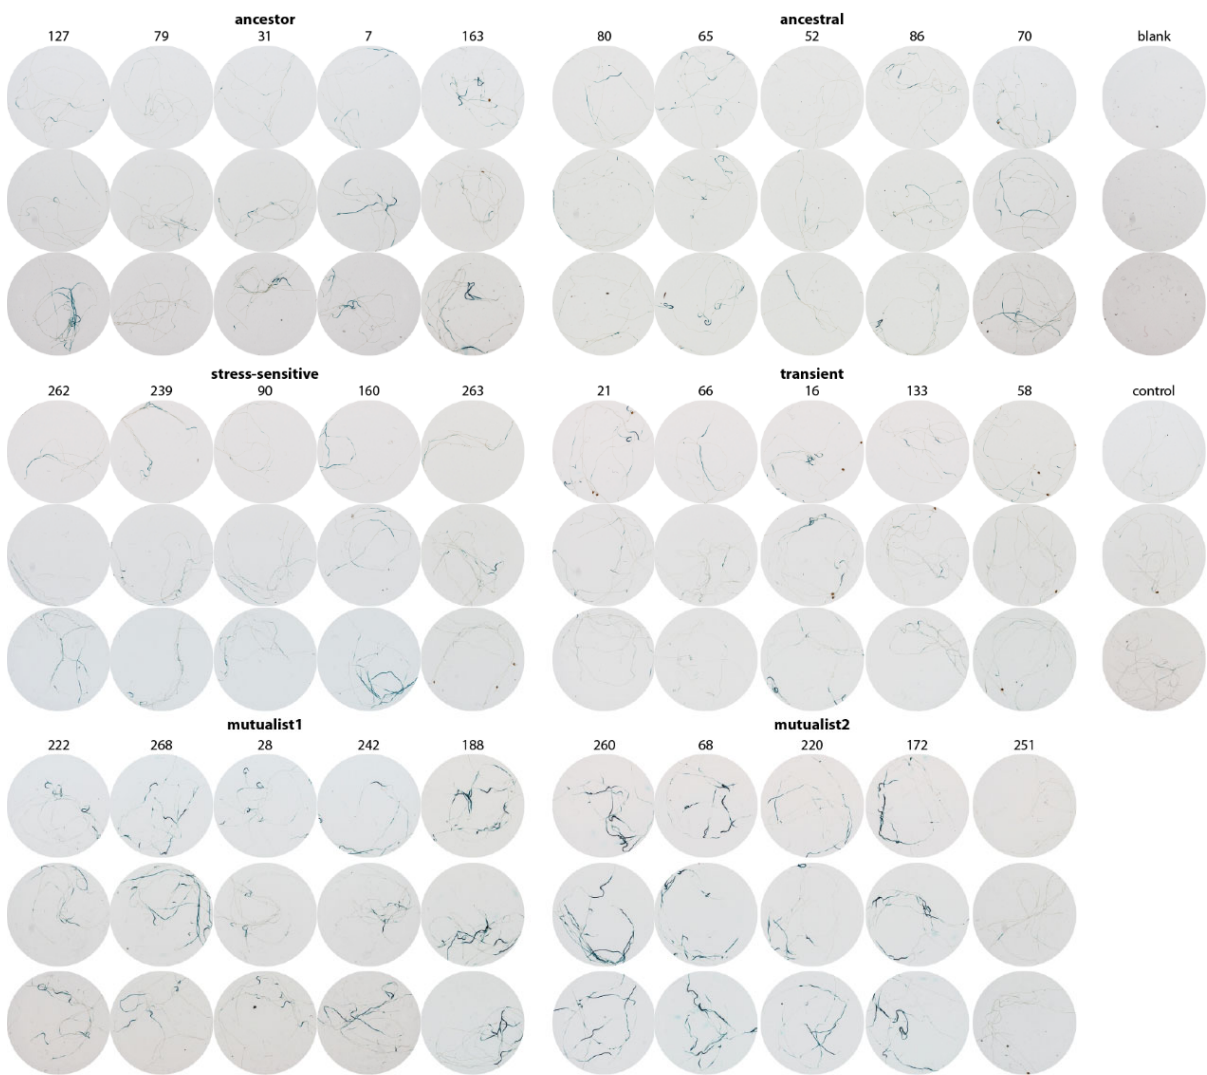 ancestor ancestral
127 79 31 7 163 80 65 52 86 70 blank
stress-sensitive transient
262 239 90 160 263 21 66 16 133 58 control
mutualist1 mutualist2
222 268 28 242 188 260 68 220 172 251